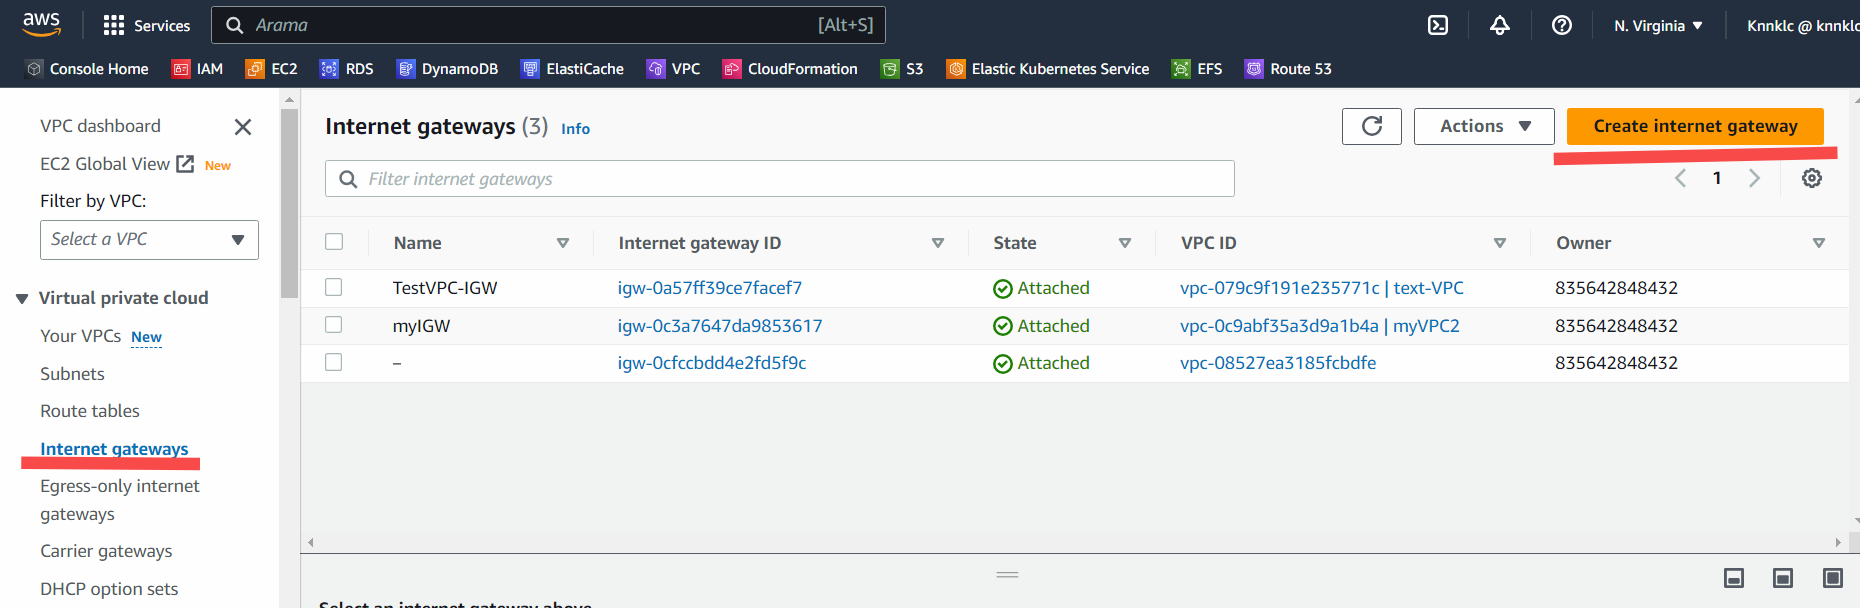 aws Services Arama [Alt+S] N. Virginia Knnklc @ knnklc
Console Home IAM EC2 RDS DynamoDB ElastiCache VPC CloudFormation S3 Elastic Kubernetes Service EFS Route 53
VPC dashboard
EC2 Global View New
Filter by VPC:
Select a VPC
Virtual private cloud
Your VPCs New
Subnets
Route tables
Internet gateways
Egress-only internet
gateways
Carrier gateways
DHCP option sets
Internet gateways (3) Info Actions Create internet gateway
Filter internet gateways 1
Name Internet gateway ID State VPC ID Owner
TestVPC-IGW igw-0a57ff39ce7facef7 Attached vpc-079c9f191e235771c | text-VPC 835642848432
myIGW igw-0c3a7647da9853617 Attached vpc-0c9abf35a3d9a1b4a | myVPC2 835642848432
– igw-0cfccbdd4e2fd5f9c Attached vpc-08527ea3185fcbdfe 835642848432
Select an internet gateway above